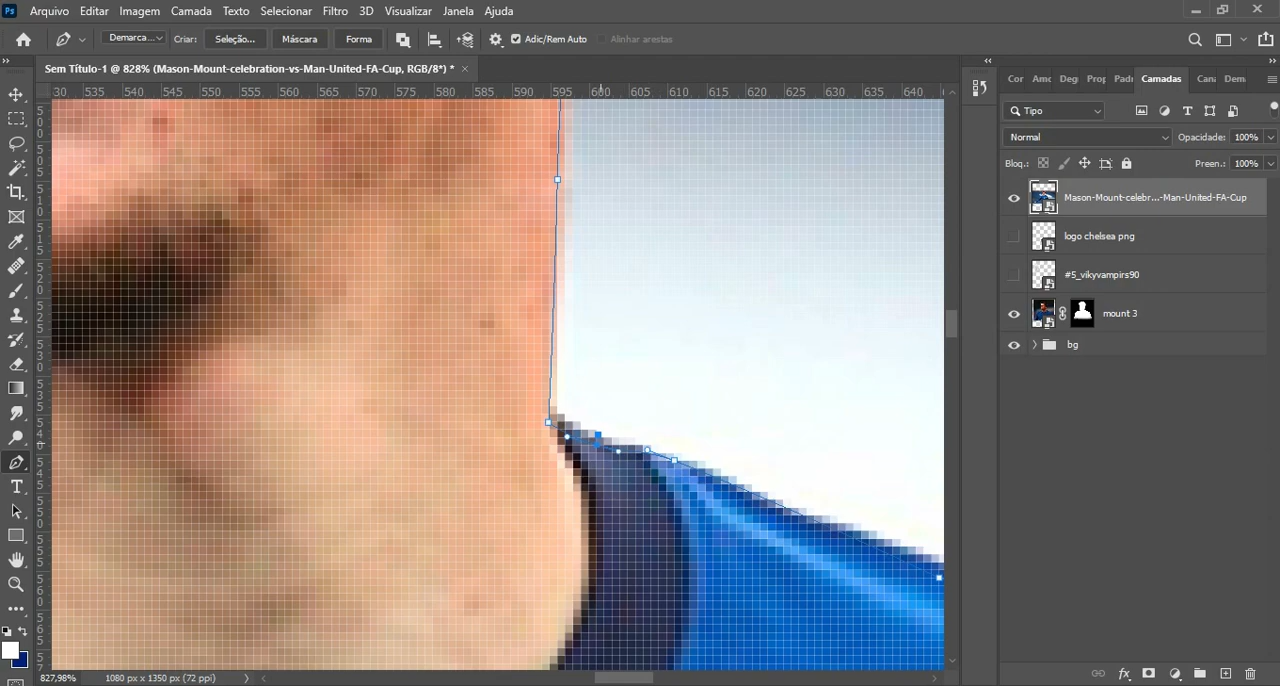 Ps Arquivo Editar Imagem Camada Texto Selecionar Filtro 3D Visualizar Janela Ajuda
Demarca... Criar: Seleção... Máscara Forma Adic/Rem Auto Alinhar arestas
Sem Título-1 @ 828% (Mason-Mount-celebration-vs-Man-United-FA-Cup, RGB/8*) *
30 535 540 545 550 555 560 565 570 575 580 585 590 595 600 605 610 615 620 625 630 635 640
Cor Amo Deg Prop Padr Camadas Cana Dem
Tipo
Normal Opacidade: 100%
Bloq.: Preen.: 100%
Mason-Mount-celebr...-Man-United-FA-Cup
logo chelsea png
#5_vikyvampirs90
mount 3
bg
827,98% 1080 px x 1350 px (72 ppi)